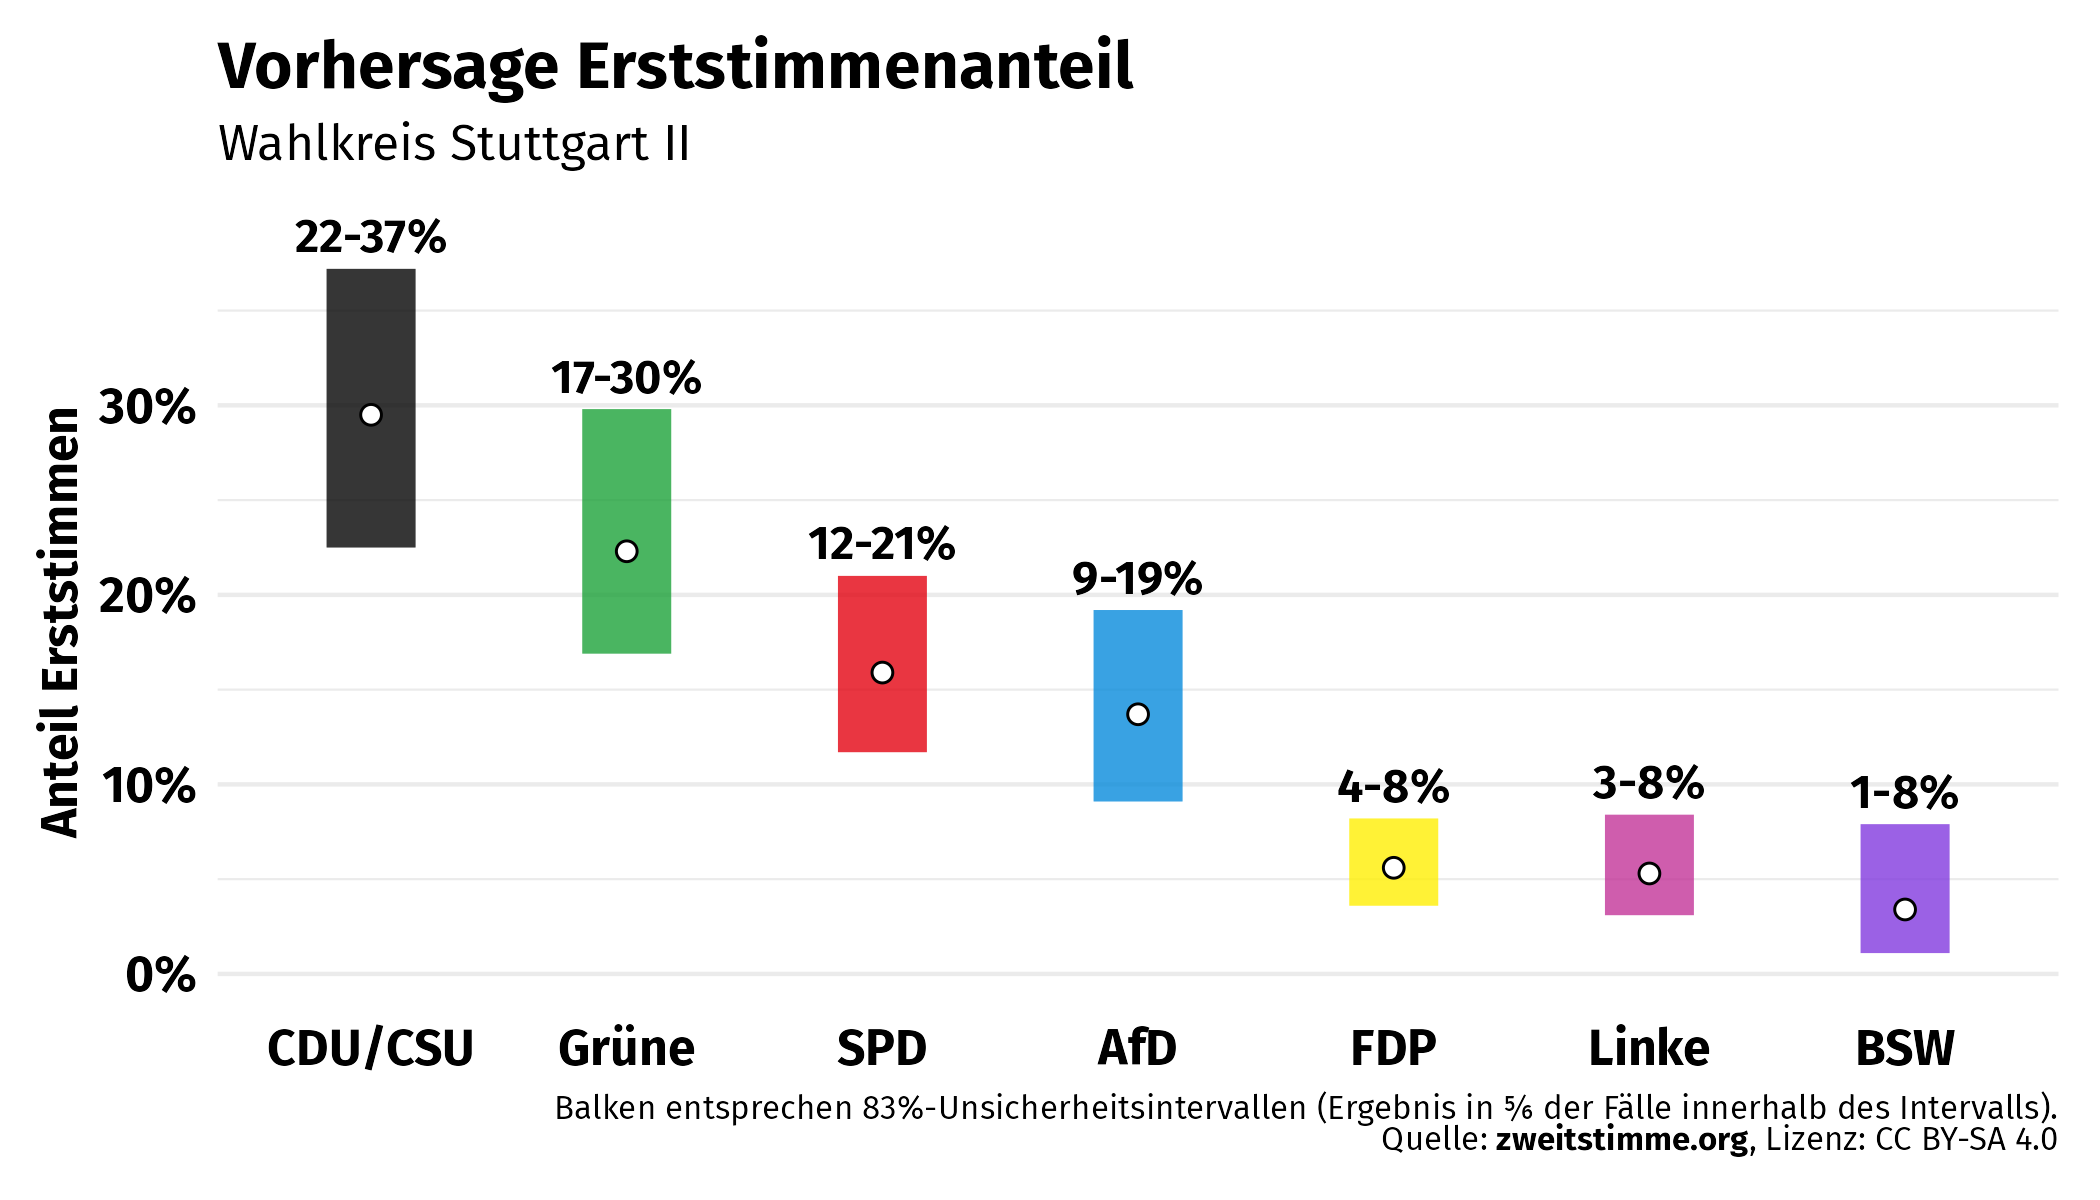 Vorhersage Erststimmenanteil
Wahlkreis Stuttgart II
22-37%
17-30%
12-21%
9-19%
4-8%
3-8%
1-8%
Anteil Erststimmen
30%
20%
10%
0%
CDU/CSU
Grüne
SPD
AfD
FDP
Linke
BSW
Balken entsprechen 83%-Unsicherheitsintervallen (Ergebnis in ⅚ der Fälle innerhalb des Intervalls).
Quelle: zweitstimme.org, Lizenz: CC BY-SA 4.0